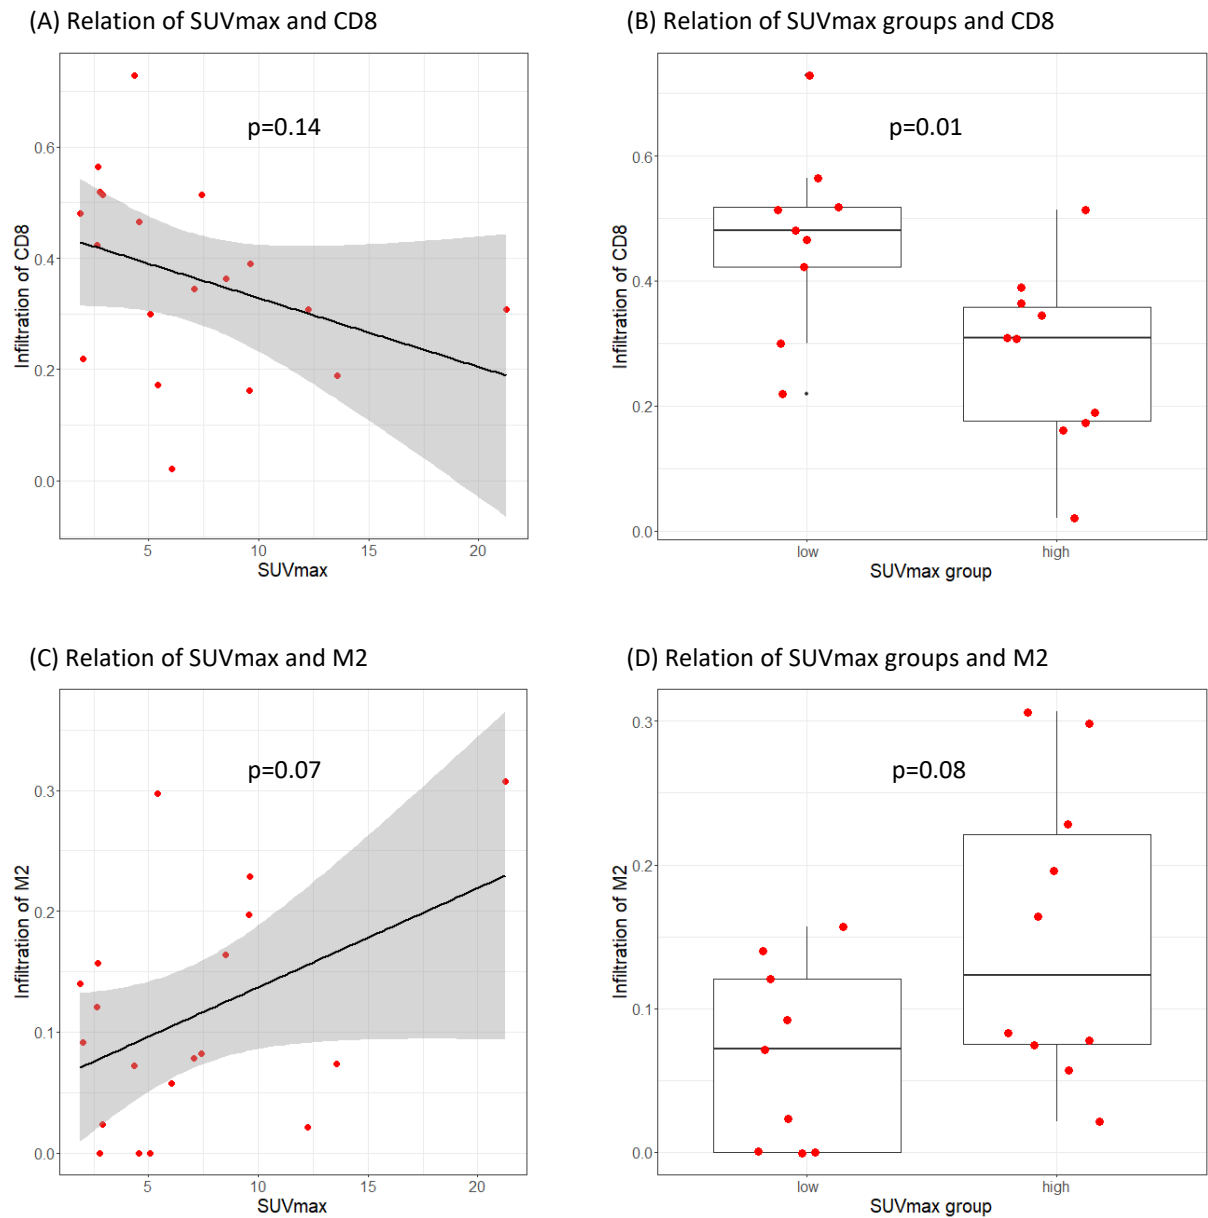 (A) Relation of SUVmax and CD8
(B) Relation of SUVmax groups and CD8
p=0.14
p=0.01
Infiltration of CD8
0.6
0.4
0.2
0.0
5
10
15
20
SUVmax
Infiltration of CD8
0.6
0.4
0.2
0.0
low
high
SUVmax group
(C) Relation of SUVmax and M2
(D) Relation of SUVmax groups and M2
p=0.07
p=0.08
Infiltration of M2
0.3
0.2
0.1
0.0
5
10
15
20
SUVmax
Infiltration of M2
0.3
0.2
0.1
0.0
low
high
SUVmax group